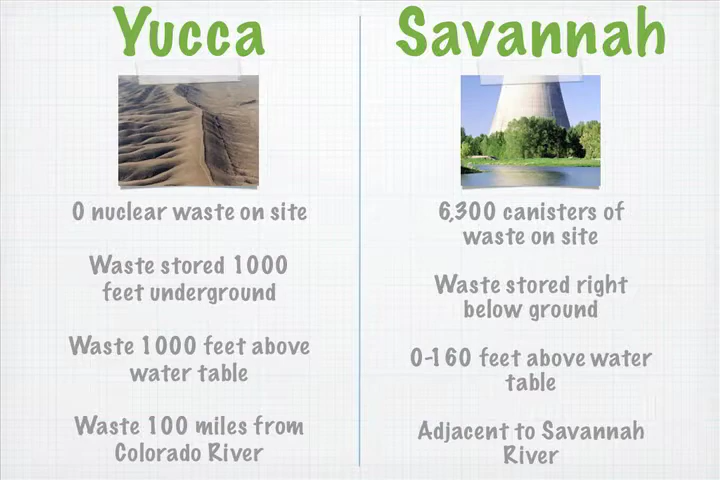 Yucca
0 nuclear waste on site
Waste stored 1000
feet underground
Waste 1000 feet above
water table
Waste 100 miles from
Colorado River
Savannah
6,300 canisters of
waste on site
Waste stored right
below ground
0-160 feet above water
table
Adjacent to Savannah
River